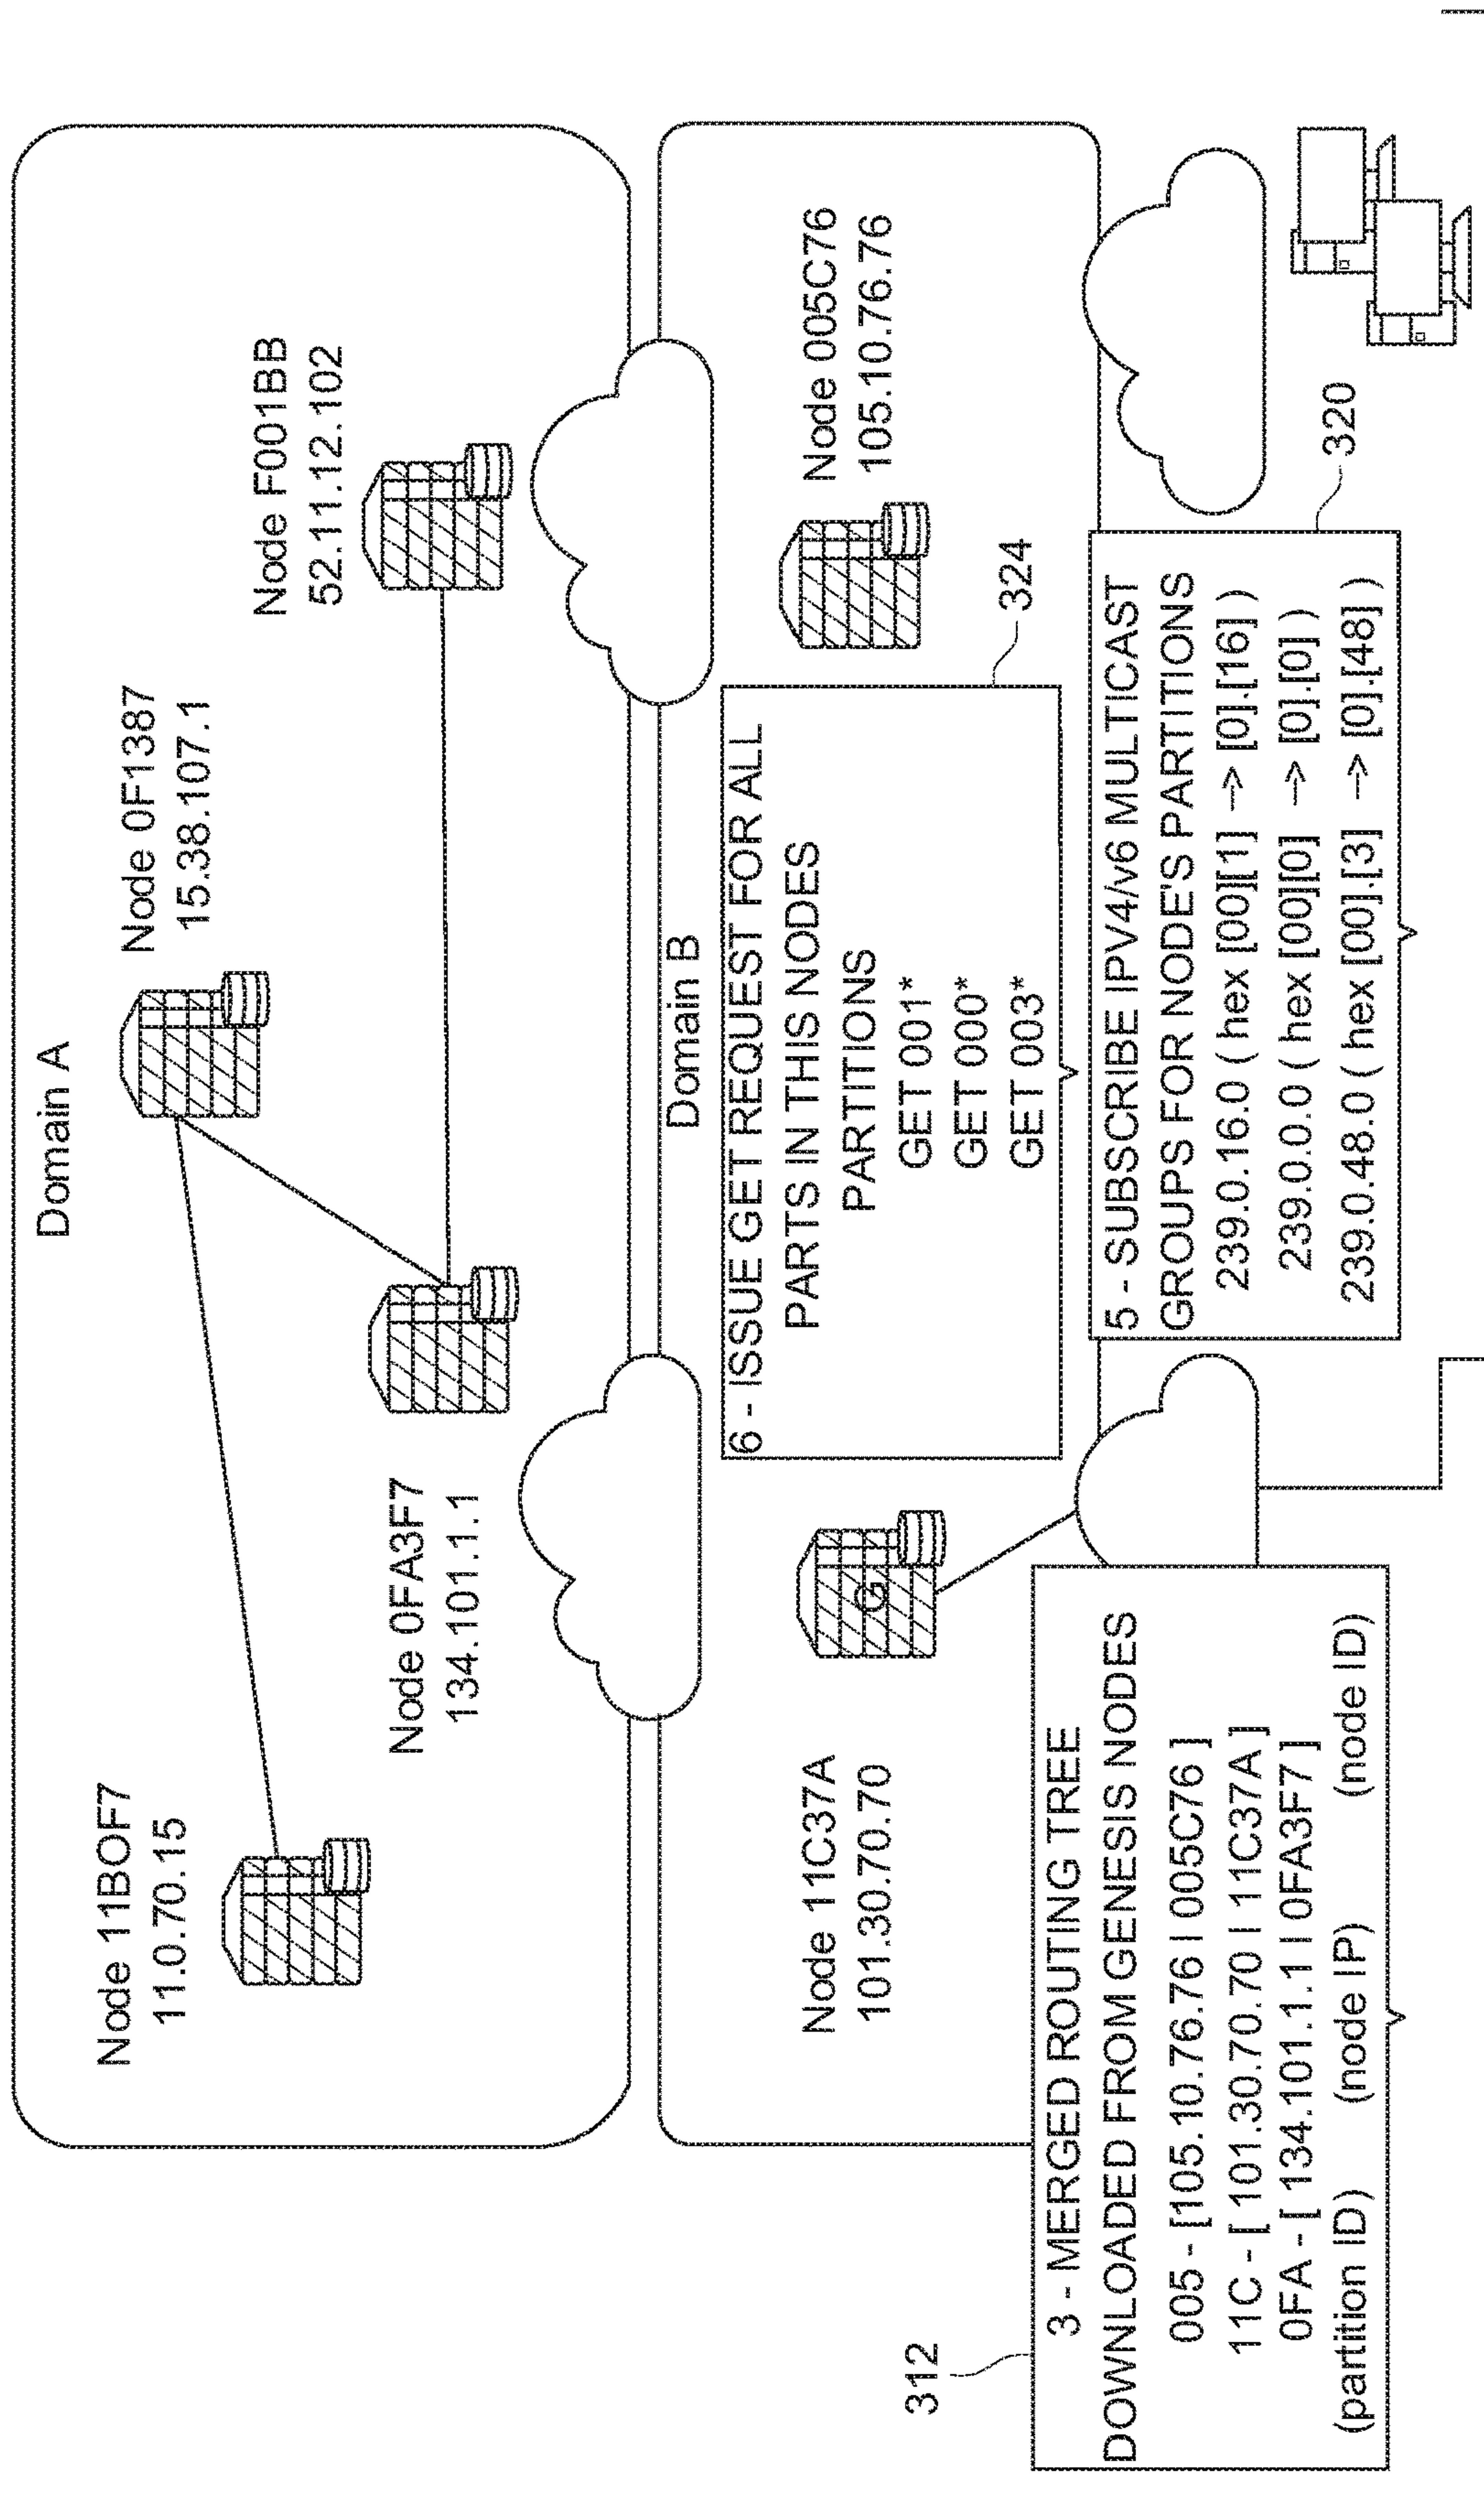 Domain A
Node 11BOF7
11.0.70.15
Node 0F1387
15.38.107.1
Node F001BB
52.11.12.102
Node 0FA3F7
134.101.1.1
Domain B
Node 11C37A
101.30.70.70
G
6 - ISSUE GET REQUEST FOR ALL
PARTS IN THIS NODES
PARTITIONS
GET 001*
GET 000*
GET 003*
324
Node 005C76
105.10.76.76
312
3 - MERGED ROUTING TREE
DOWNLOADED FROM GENESIS NODES
005 - [105.10.76.76 | 005C76 ]
11C - [ 101.30.70.70 | 11C37A ]
0FA - [ 134.101.1.1 | 0FA3F7 ]
(partition ID) (node IP) (node ID)
5 - SUBSCRIBE IPV4/v6 MULTICAST
GROUPS FOR NODE'S PARTITIONS
239.0.16.0 ( hex [00][1] --> [0].[16] )
239.0.0.0 ( hex [00][0] --> [0].[0] )
239.0.48.0 ( hex [00].[3] --> [0].[48] )
320